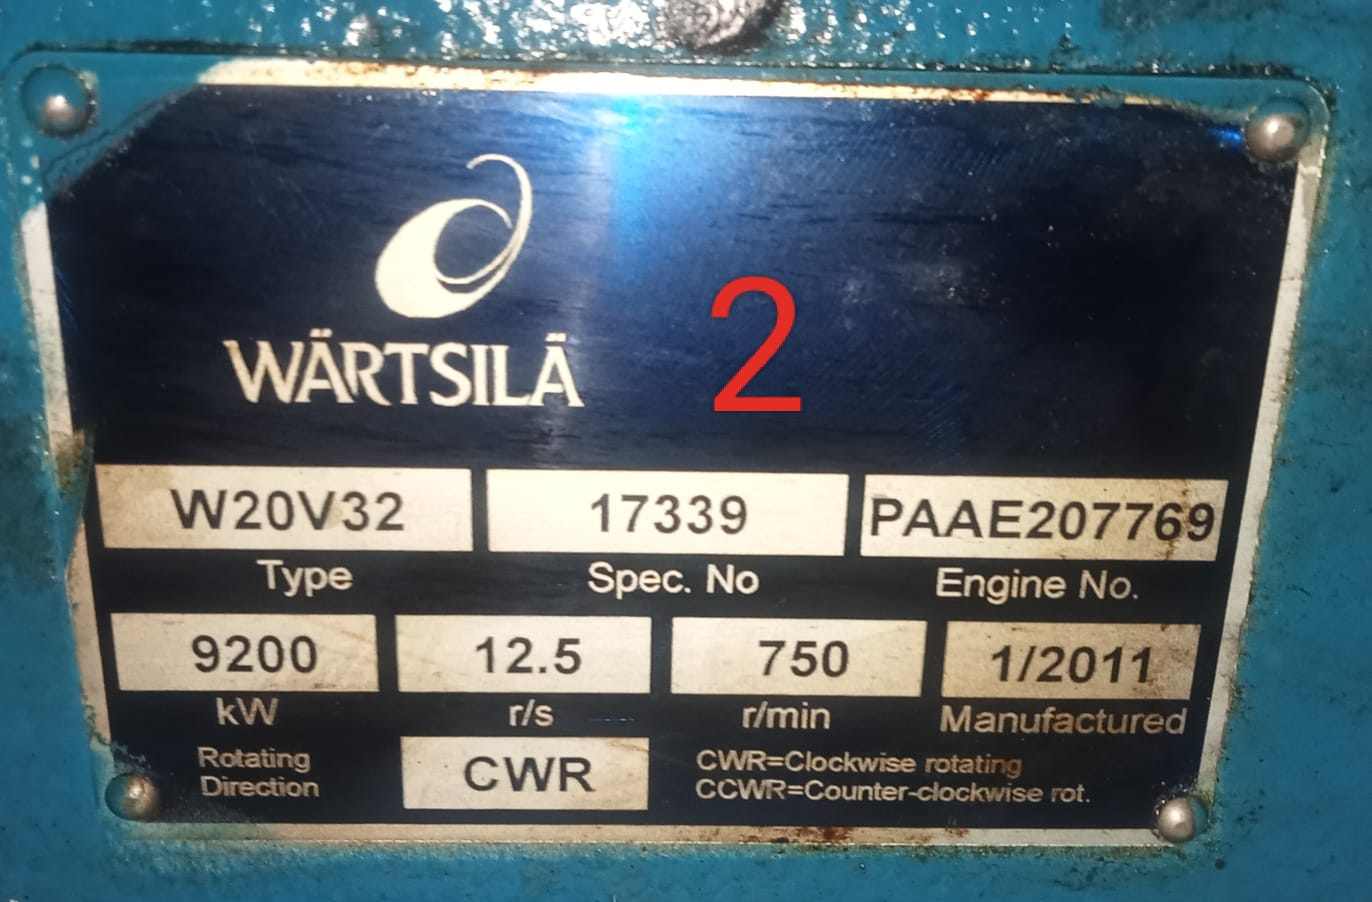 2
WÄRTSILÄ
W20V32 17339 PAAE207769
Type Spec. No Engine No.
9200 12.5 750 1/2011
kW r/s r/min Manufactured
Rotating Direction CWR CWR=Clockwise rotating
CCWR=Counter-clockwise rot.